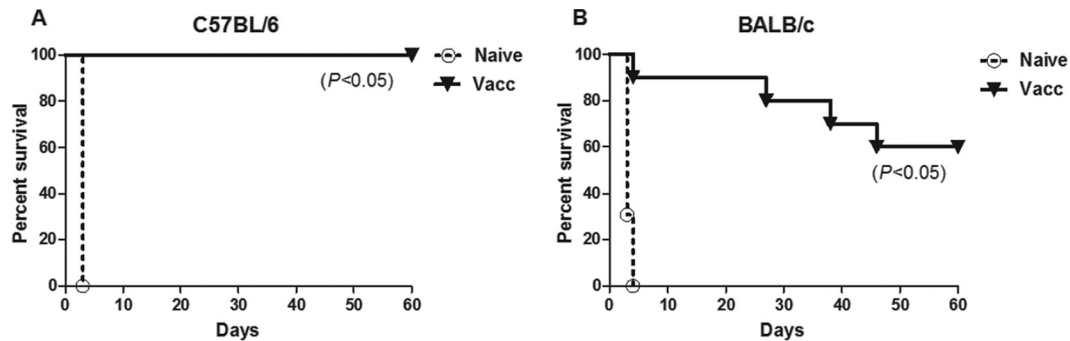 A
C57BL/6
100
80
60
40
20
0
Percent survival
0 10 20 30 40 50 60
Days
(P<0.05)
Naive
Vacc
B
BALB/c
100
80
60
40
20
0
Percent survival
0 10 20 30 40 50 60
Days
(P<0.05)
Naive
Vacc